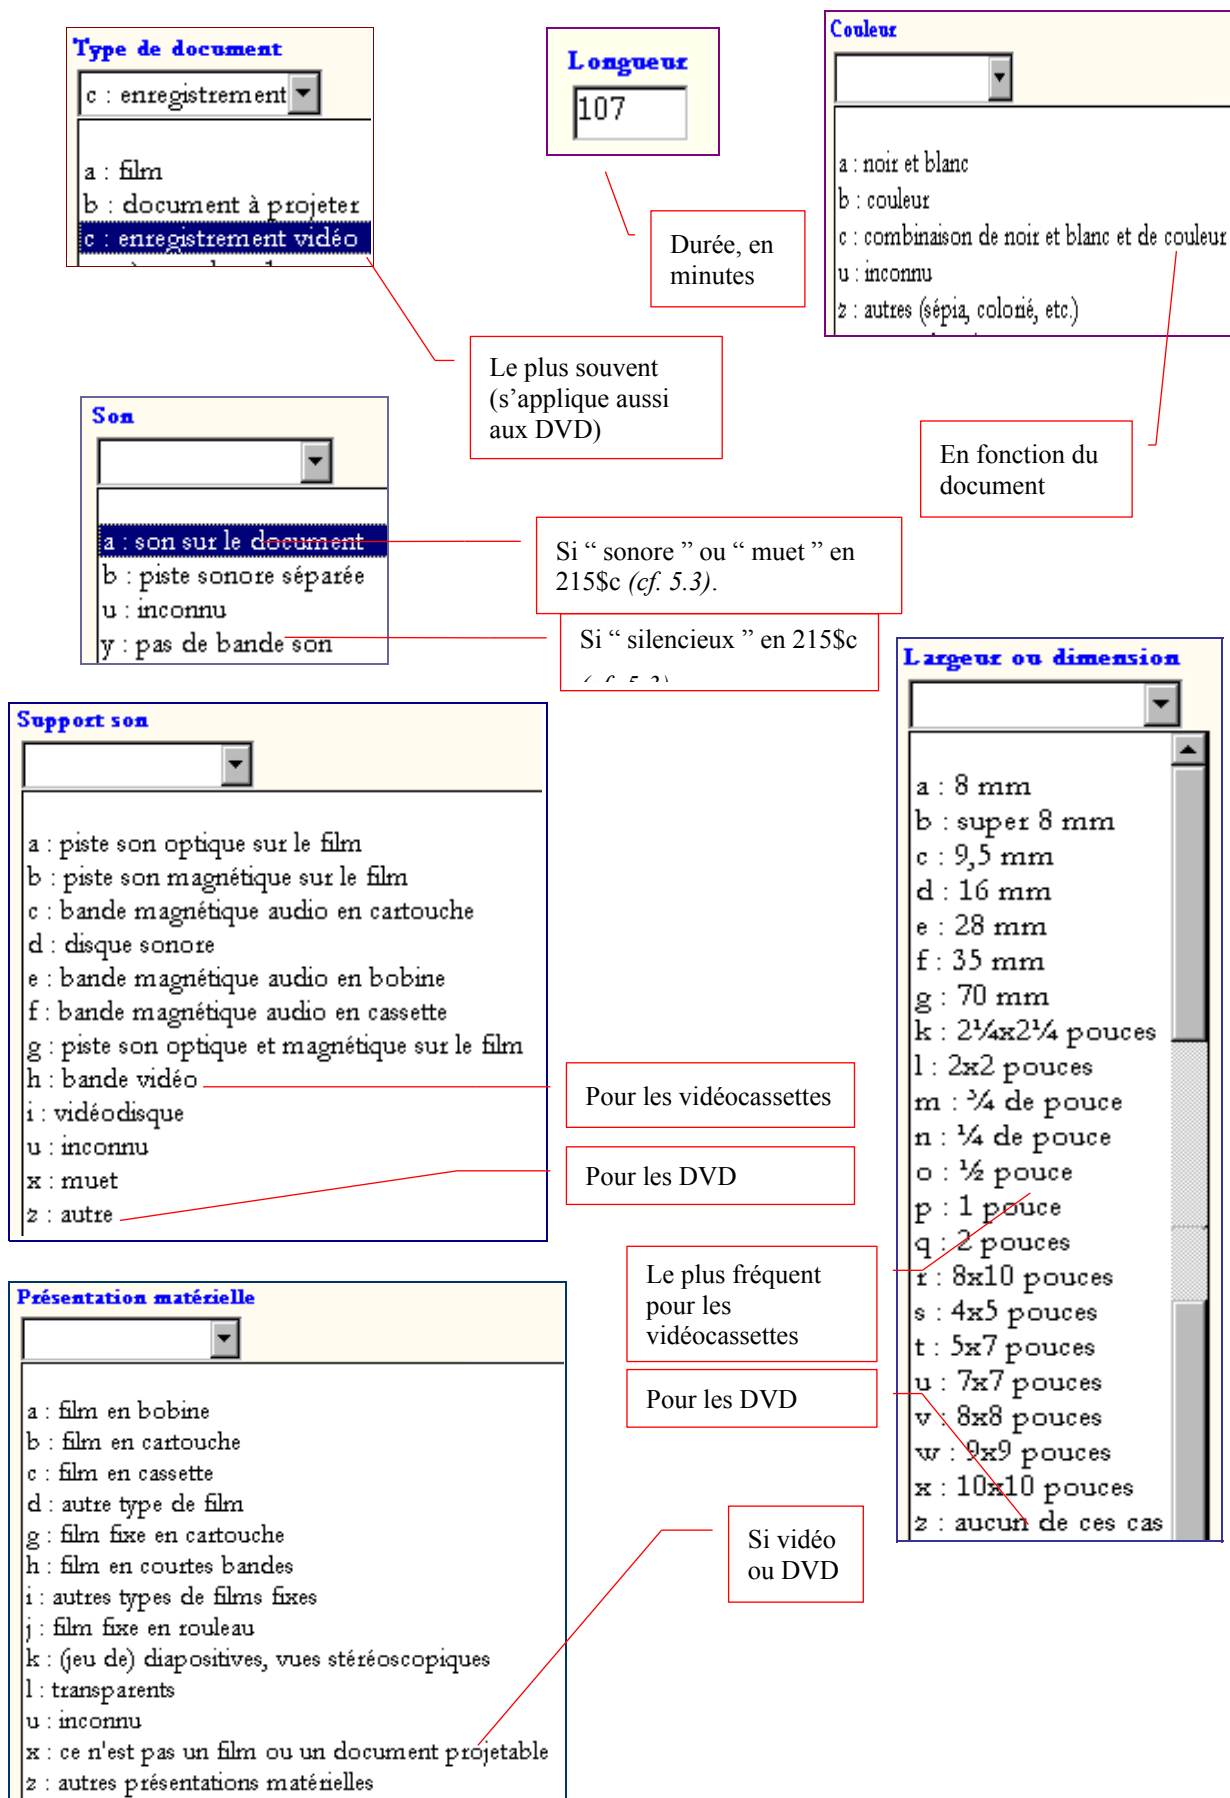 Type de document
c : enregistrement
a : film
b : document à projeter
c : enregistrement vidéo
Longueur
107
Durée, en
minutes
Couleur
a : noir et blanc
b : couleur
c : combinaison de noir et blanc et de couleur
u : inconnu
z : autres (sépia, colorié, etc.)
Le plus souvent
(s’applique aussi
aux DVD)
En fonction du
document
Son
a : son sur le document
b : piste sonore séparée
u : inconnu
y : pas de bande son
Si “ sonore ” ou “ muet ” en
215$c (cf. 5.3).
Si “ silencieux ” en 215$c
(cf. 5.3)
Support son
a : piste son optique sur le film
b : piste son magnétique sur le film
c : bande magnétique audio en cartouche
d : disque sonore
e : bande magnétique audio en bobine
f : bande magnétique audio en cassette
g : piste son optique et magnétique sur le film
h : bande vidéo
i : vidéodisque
u : inconnu
x : muet
z : autre
Pour les vidéocassettes
Pour les DVD
Largeur ou dimension
a : 8 mm
b : super 8 mm
c : 9,5 mm
d : 16 mm
e : 28 mm
f : 35 mm
g : 70 mm
k : 2¼x2¼ pouces
l : 2x2 pouces
m : ¾ de pouce
n : ¼ de pouce
o : ½ pouce
p : 1 pouce
q : 2 pouces
r : 8x10 pouces
s : 4x5 pouces
t : 5x7 pouces
u : 7x7 pouces
v : 8x8 pouces
w : 9x9 pouces
x : 10x10 pouces
z : aucun de ces cas
Le plus fréquent
pour les
vidéocassettes
Pour les DVD
Présentation matérielle
a : film en bobine
b : film en cartouche
c : film en cassette
d : autre type de film
g : film fixe en cartouche
h : film en courtes bandes
i : autres types de films fixes
j : film fixe en rouleau
k : (jeu de) diapositives, vues stéréoscopiques
l : transparents
u : inconnu
x : ce n'est pas un film ou un document projetable
z : autres présentations matérielles
Si vidéo
ou DVD